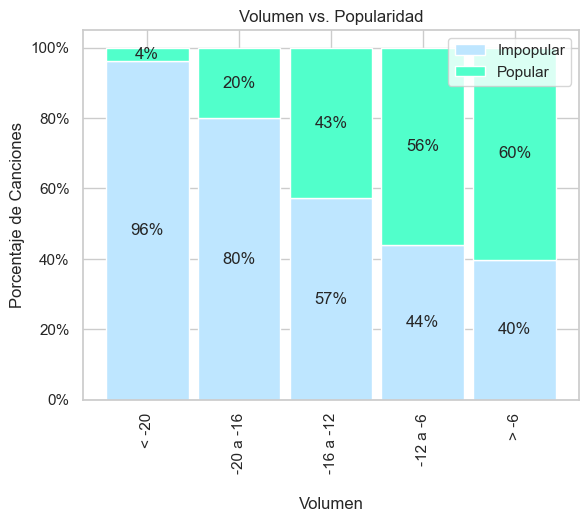 Volumen vs. Popularidad
Impopular
Popular
100%
80%
60%
40%
20%
0%
Porcentaje de Canciones
4%
20%
43%
56%
60%
96%
80%
57%
44%
40%
< -20
-20 a -16
-16 a -12
-12 a -6
> -6
Volumen